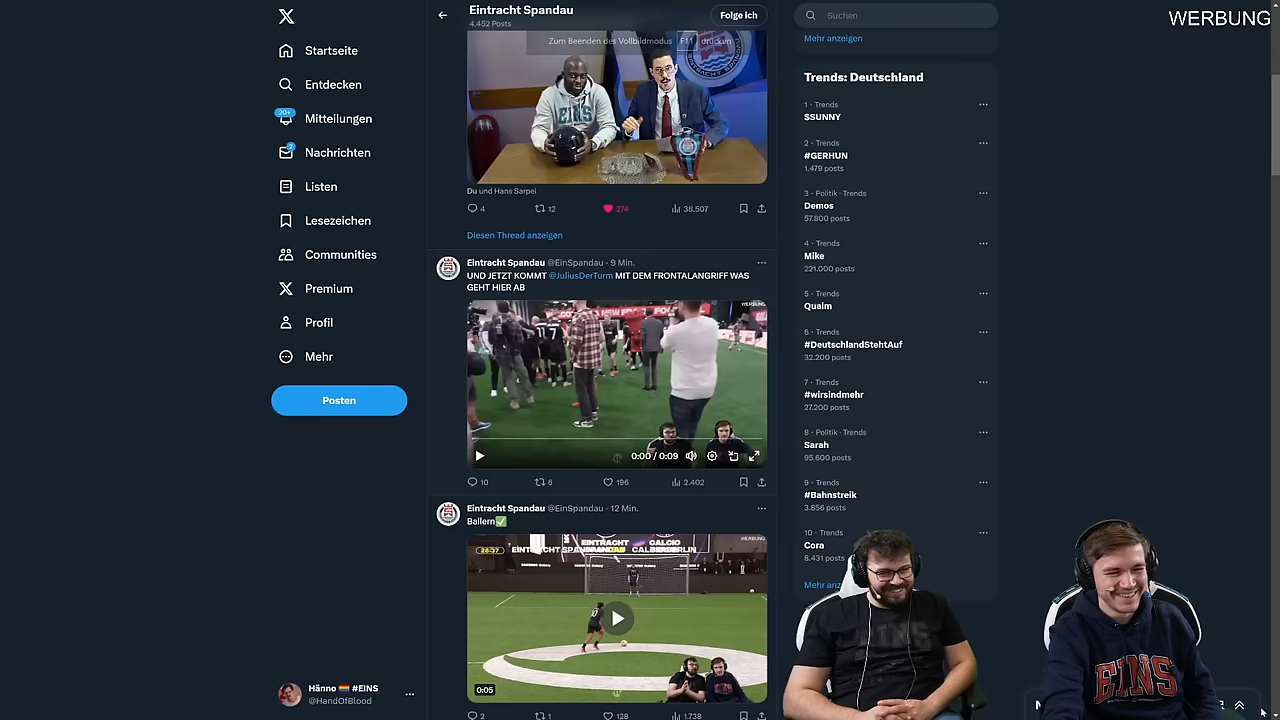 Eintracht Spandau
4.452 Posts
Folge ich
Suchen
WERBUNG
Startseite
Entdecken
20+
Mitteilungen
2
Nachrichten
Listen
Lesezeichen
Communities
Premium
Profil
Mehr
Posten
Hänno 🏳️‍🌈 #EINS
@HandOfBlood
Zum Beenden des Vollbildmodus F11 drücken
EINS
Du und Hans Sarpei
4
12
274
38.507
Diesen Thread anzeigen
Eintracht Spandau @EinSpandau · 9 Min.
UND JETZT KOMMT @JuliusDerTurm MIT DEM FRONTALANGRIFF WAS
GEHT HIER AB
WERBUNG
0:00 / 0:09
10
6
196
2.402
Eintracht Spandau @EinSpandau · 12 Min.
Ballern✅
WERBUNG
0:05
2
1
128
1.738
Mehr anzeigen
Trends: Deutschland
1 · Trends
$SUNNY
2 · Trends
#GERHUN
1.479 posts
3 · Politik · Trends
Demos
57.800 posts
4 · Trends
Mike
221.000 posts
5 · Trends
Qualm
6 · Trends
#DeutschlandStehtAuf
32.200 posts
7 · Trends
#wirsindmehr
27.200 posts
8 · Politik · Trends
Sarah
95.600 posts
9 · Trends
#Bahnstreik
3.856 posts
10 · Trends
Cora
8.431 posts
Mehr anz
EINS